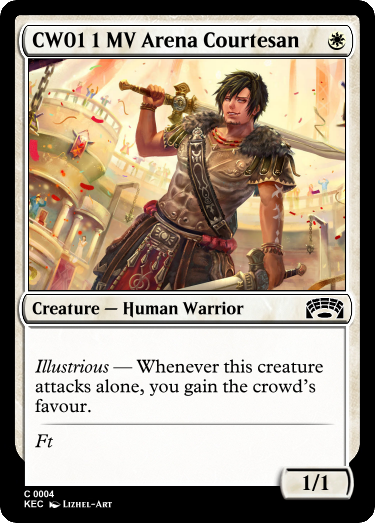 CW01 1 MV Arena Courtesan
Creature — Human Warrior
Illustrious — Whenever this creature
attacks alone, you gain the crowd's
favour.
Ft
1/1
C 0004
KEC Lizhel-Art